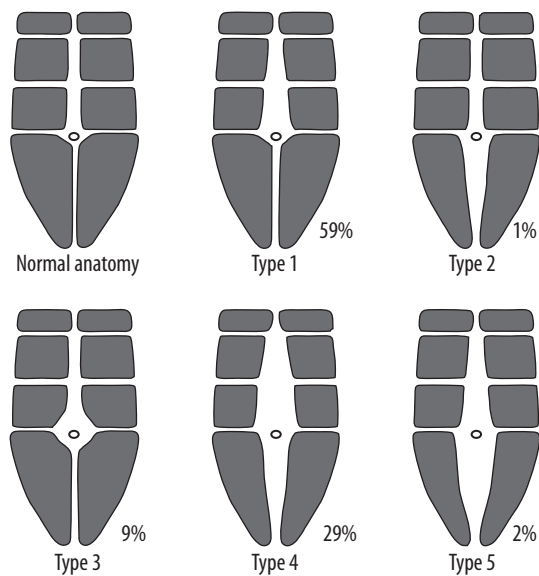 59%
1%
Normal anatomy
Type 1
Type 2
9%
29%
2%
Type 3
Type 4
Type 5